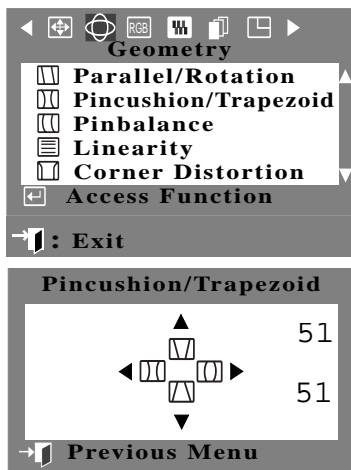 RGB
Geometry
Parallel/Rotation
Pincushion/Trapezoid
Pinbalance
Linearity
Corner Distortion
Access Function
: Exit
Pincushion/Trapezoid
51
51
Previous Menu